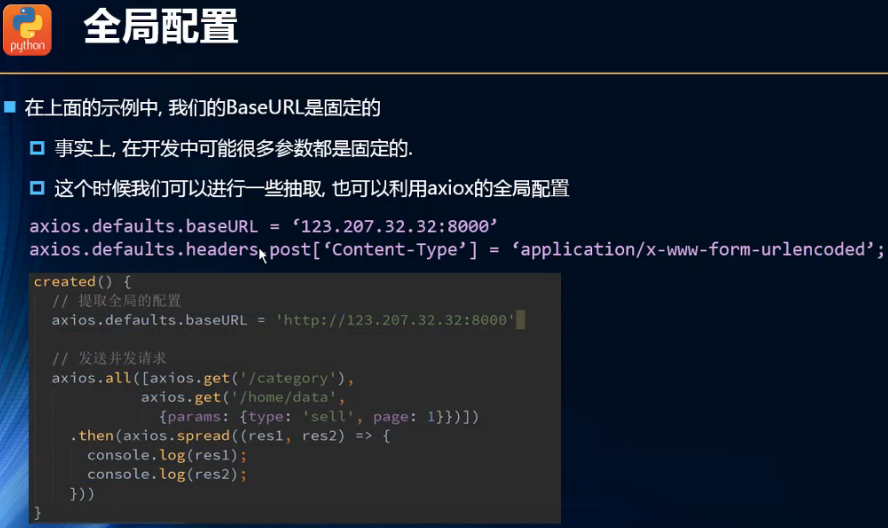 python
全局配置
在上面的示例中, 我们的BaseURL是固定的
事实上, 在开发中可能很多参数都是固定的.
这个时候我们可以进行一些抽取, 也可以利用axiox的全局配置
axios.defaults.baseURL = ‘123.207.32.32:8000’
axios.defaults.headers.post[‘Content-Type’] = ‘application/x-www-form-urlencoded’;
created() {
// 提取全局的配置
axios.defaults.baseURL = 'http://123.207.32.32:8000'
// 发送并发请求
axios.all([axios.get('/category'),
axios.get('/home/data',
{params: {type: 'sell', page: 1}})])
.then(axios.spread((res1, res2) => {
console.log(res1);
console.log(res2);
}))
}